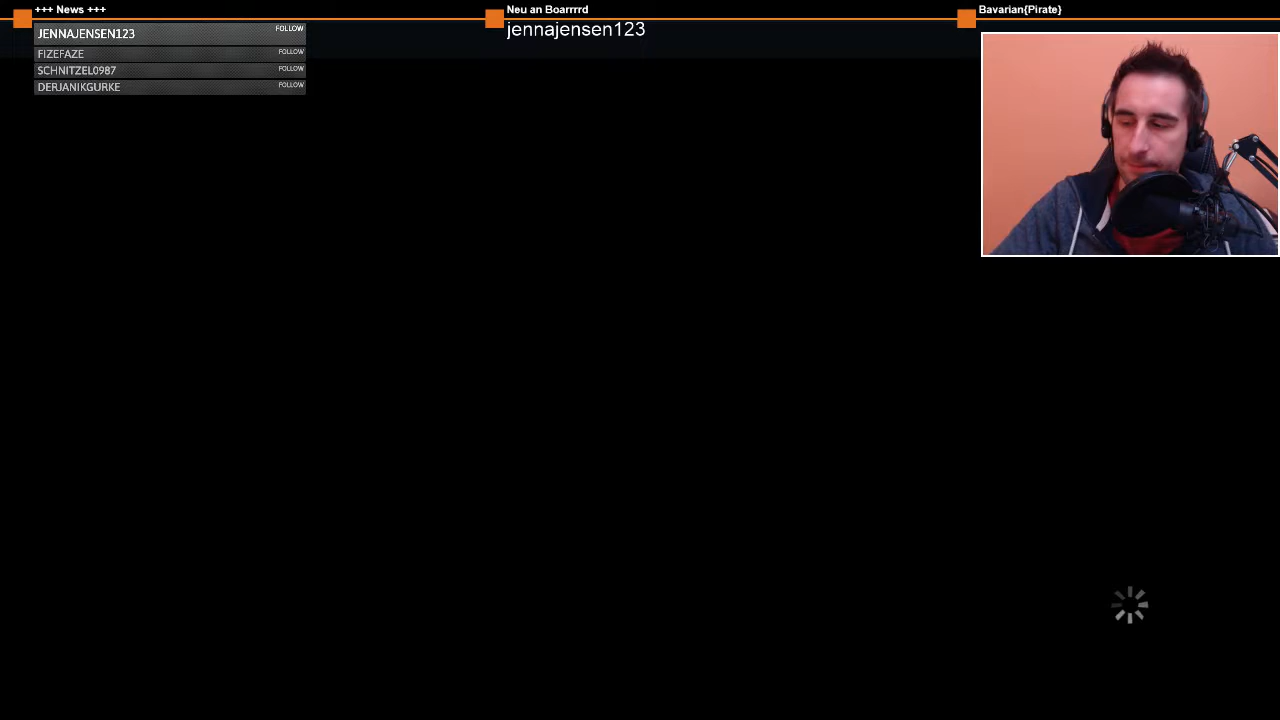 +++ News +++
Neu an Boarrrrd
Bavarian{Pirate}
JENNAJENSEN123 FOLLOW
jennajensen123
FIZEFAZE FOLLOW
SCHNITZEL0987 FOLLOW
DERJANIKGURKE FOLLOW